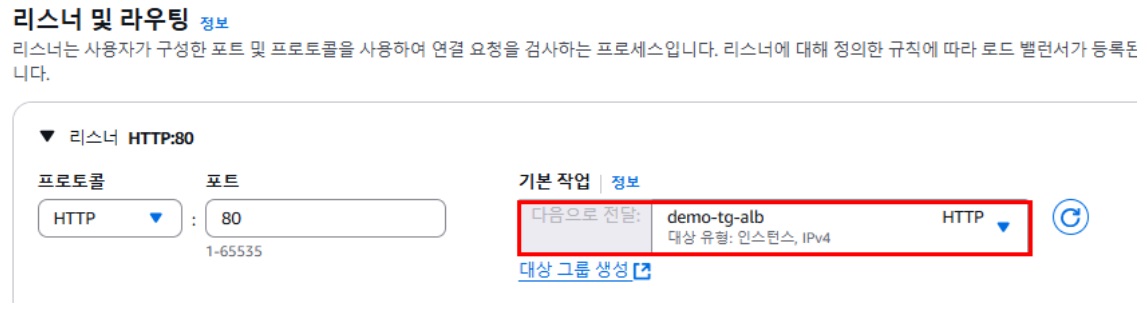 리스너 및 라우팅 정보
리스너는 사용자가 구성한 포트 및 프로토콜을 사용하여 연결 요청을 검사하는 프로세스입니다. 리스너에 대해 정의한 규칙에 따라 로드 밸런서가 등록된
니다.
▼ 리스너 HTTP:80
프로토콜 포트 기본 작업 | 정보
HTTP : 80 다음으로 전달: demo-tg-alb HTTP
대상 유형: 인스턴스, IPv4
1-65535
대상 그룹 생성